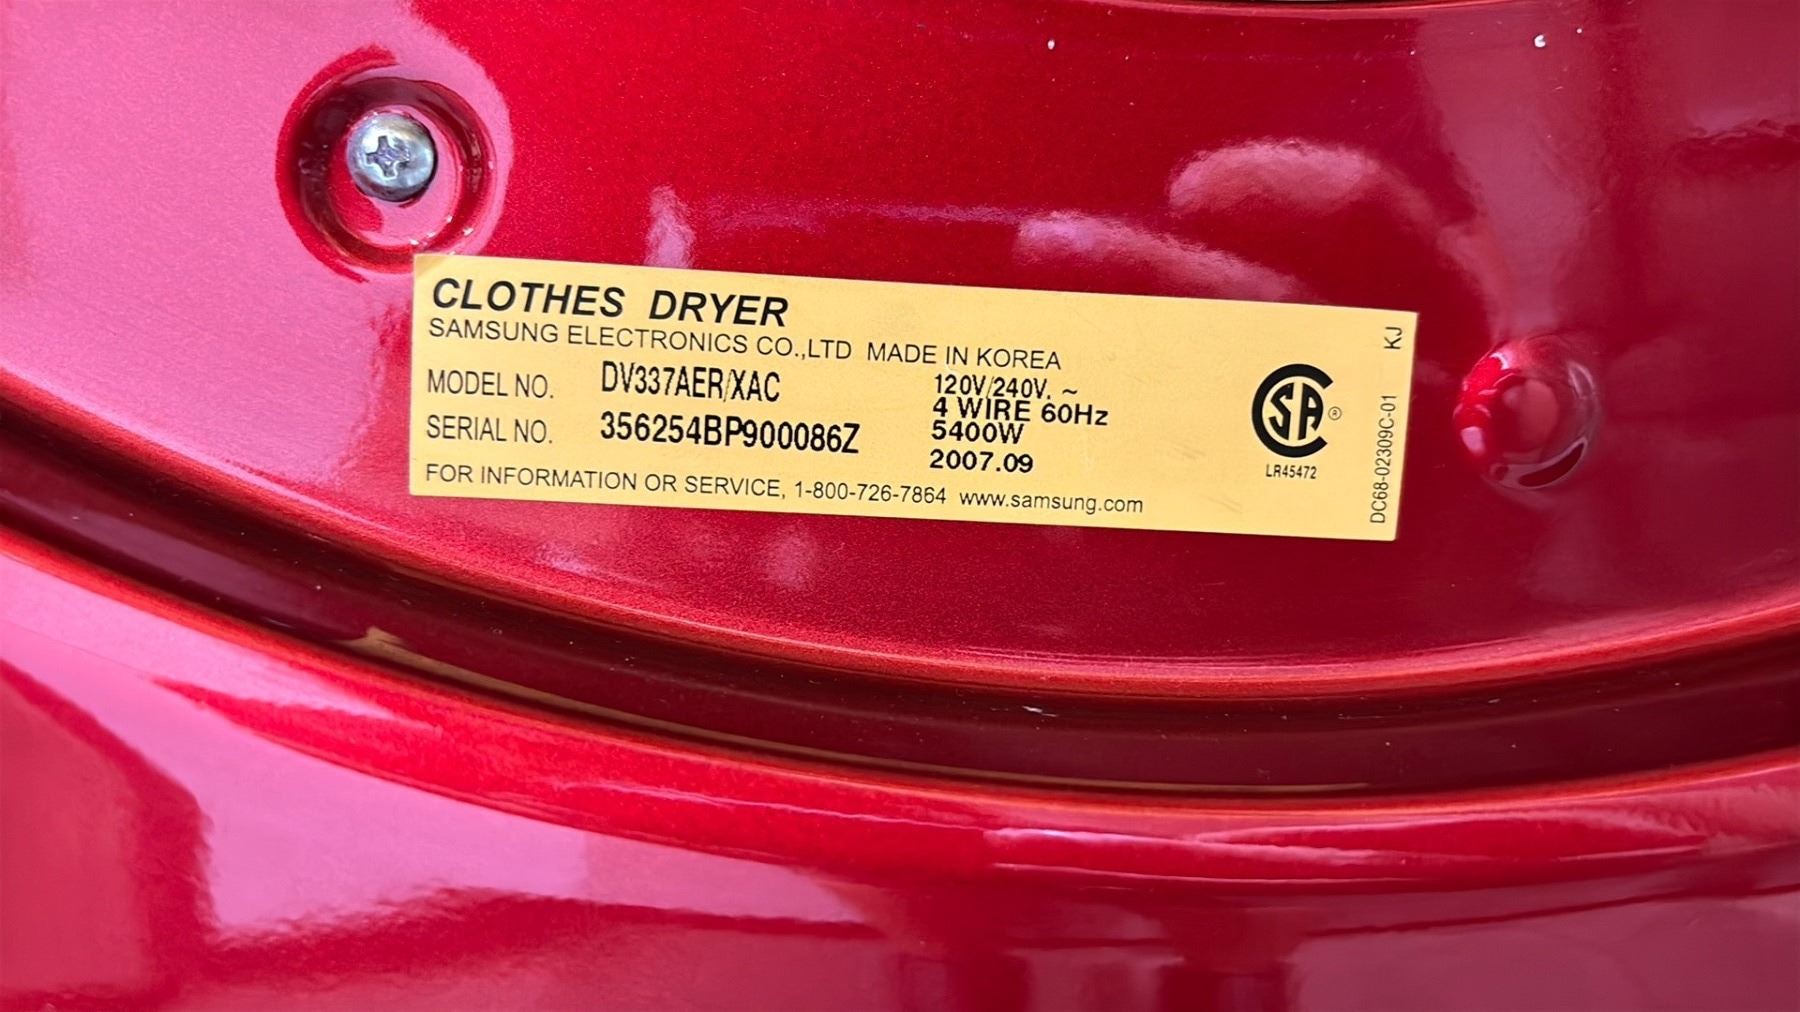 CLOTHES DRYER
SAMSUNG ELECTRONICS CO.,LTD MADE IN KOREA
MODEL NO. DV337AER/XAC
SERIAL NO. 356254BP900086Z
120V/240V. ~
4 WIRE 60Hz
5400W
2007.09
FOR INFORMATION OR SERVICE, 1-800-726-7864 www.samsung.com
SA ®
LR45472
DC68-02309C-01
KJ